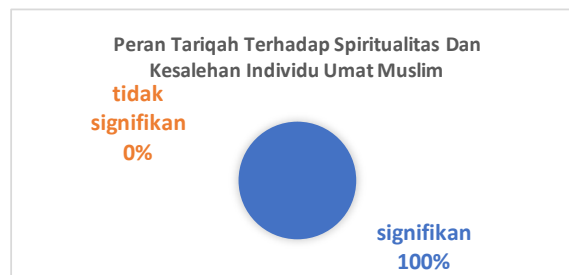 Peran Tariqah Terhadap Spiritualitas Dan
Kesalehan Individu Umat Muslim
tidak
signifikan
0%
signifikan
100%